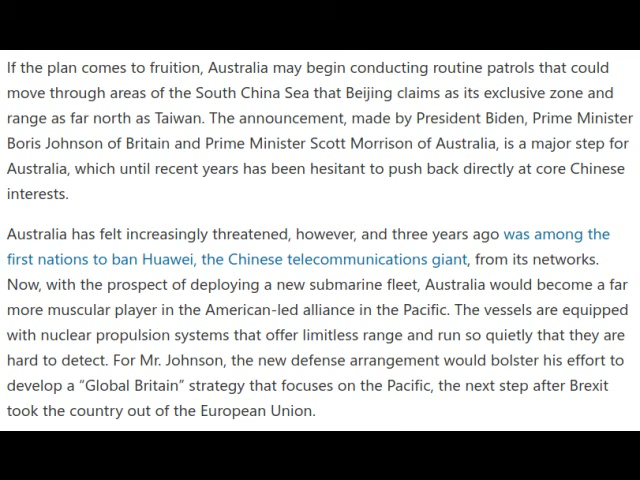 If the plan comes to fruition, Australia may begin conducting routine patrols that could
move through areas of the South China Sea that Beijing claims as its exclusive zone and
range as far north as Taiwan. The announcement, made by President Biden, Prime Minister
Boris Johnson of Britain and Prime Minister Scott Morrison of Australia, is a major step for
Australia, which until recent years has been hesitant to push back directly at core Chinese
interests.
Australia has felt increasingly threatened, however, and three years ago was among the
first nations to ban Huawei, the Chinese telecommunications giant, from its networks.
Now, with the prospect of deploying a new submarine fleet, Australia would become a far
more muscular player in the American-led alliance in the Pacific. The vessels are equipped
with nuclear propulsion systems that offer limitless range and run so quietly that they are
hard to detect. For Mr. Johnson, the new defense arrangement would bolster his effort to
develop a “Global Britain” strategy that focuses on the Pacific, the next step after Brexit
took the country out of the European Union.